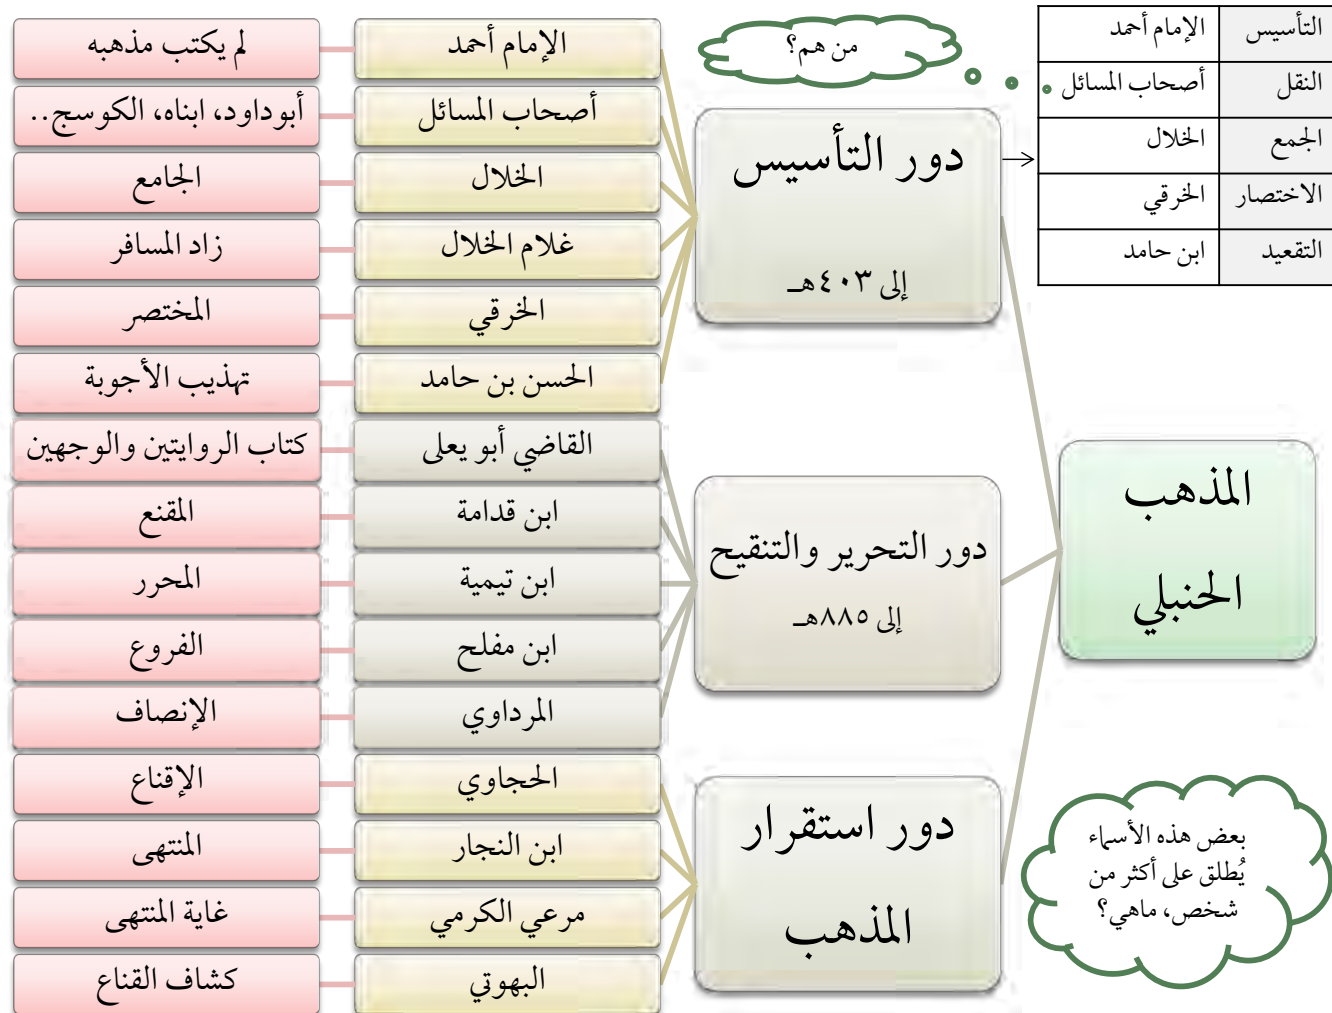 التأسيس الإمام أحمد
النقل أصحاب المسائل
الجمع الخلال
الاختصار الخرقي
التقعيد ابن حامد
من هم؟
المذهب
الحنبلي
دور التأسيس
إلى ٤٠٣هـ
الإمام أحمد لم يكتب مذهبه
أصحاب المسائل أبوداود، ابناه، الكوسج..
الخلال الجامع
غلام الخلال زاد المسافر
الخرقي المختصر
الحسن بن حامد تهذيب الأجوبة
دور التحرير والتنقيح
إلى ٨٨٥هـ
القاضي أبو يعلى كتاب الروايتين والوجهين
ابن قدامة المقنع
ابن تيمية المحرر
ابن مفلح الفروع
المرداوي الإنصاف
دور استقرار
المذهب
الحجاوي الإقناع
ابن النجار المنتهى
مرعي الكرمي غاية المنتهى
البهوتي كشاف القناع
بعض هذه الأسماء
يُطلق على أكثر من
شخص، ماهي؟